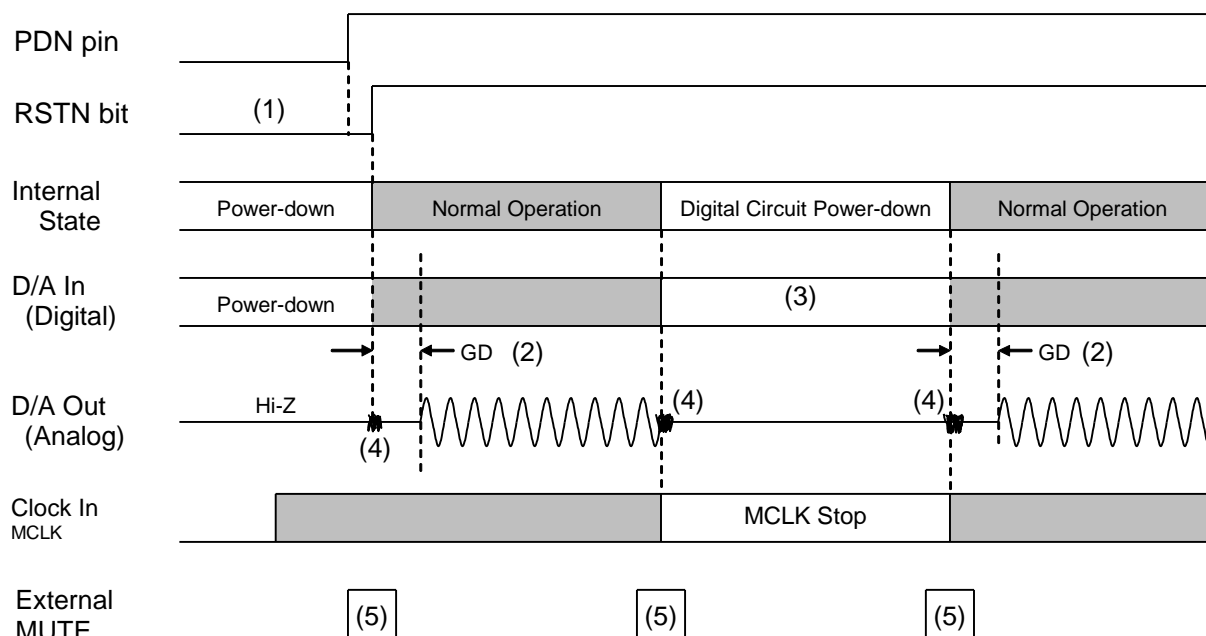 PDN pin
RSTN bit
(1)
Internal
State
Power-down
Normal Operation
Digital Circuit Power-down
Normal Operation
D/A In
(Digital)
Power-down
(3)
GD (2)
GD (2)
D/A Out
(Analog)
Hi-Z
(4)
(4)
(4)
Clock In
MCLK
MCLK Stop
External
MUTE
(5)
(5)
(5)